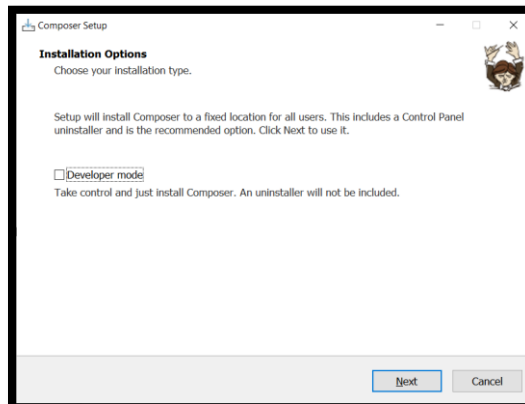 Composer Setup
Installation Options
Choose your installation type.
Setup will install Composer to a fixed location for all users. This includes a Control Panel
uninstaller and is the recommended option. Click Next to use it.
Developer mode
Take control and just install Composer. An uninstaller will not be included.
Next
Cancel